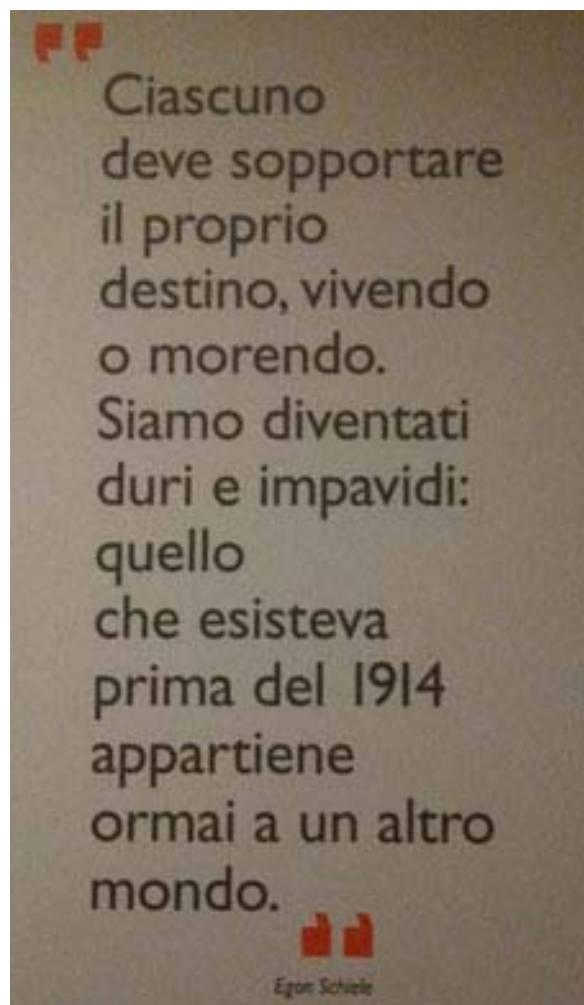 "
Ciascuno
deve sopportare
il proprio
destino, vivendo
o morendo.
Siamo diventati
duri e impavidi:
quello
che esisteva
prima del 1914
appartiene
ormai a un altro
mondo.
"
Egon Schiele